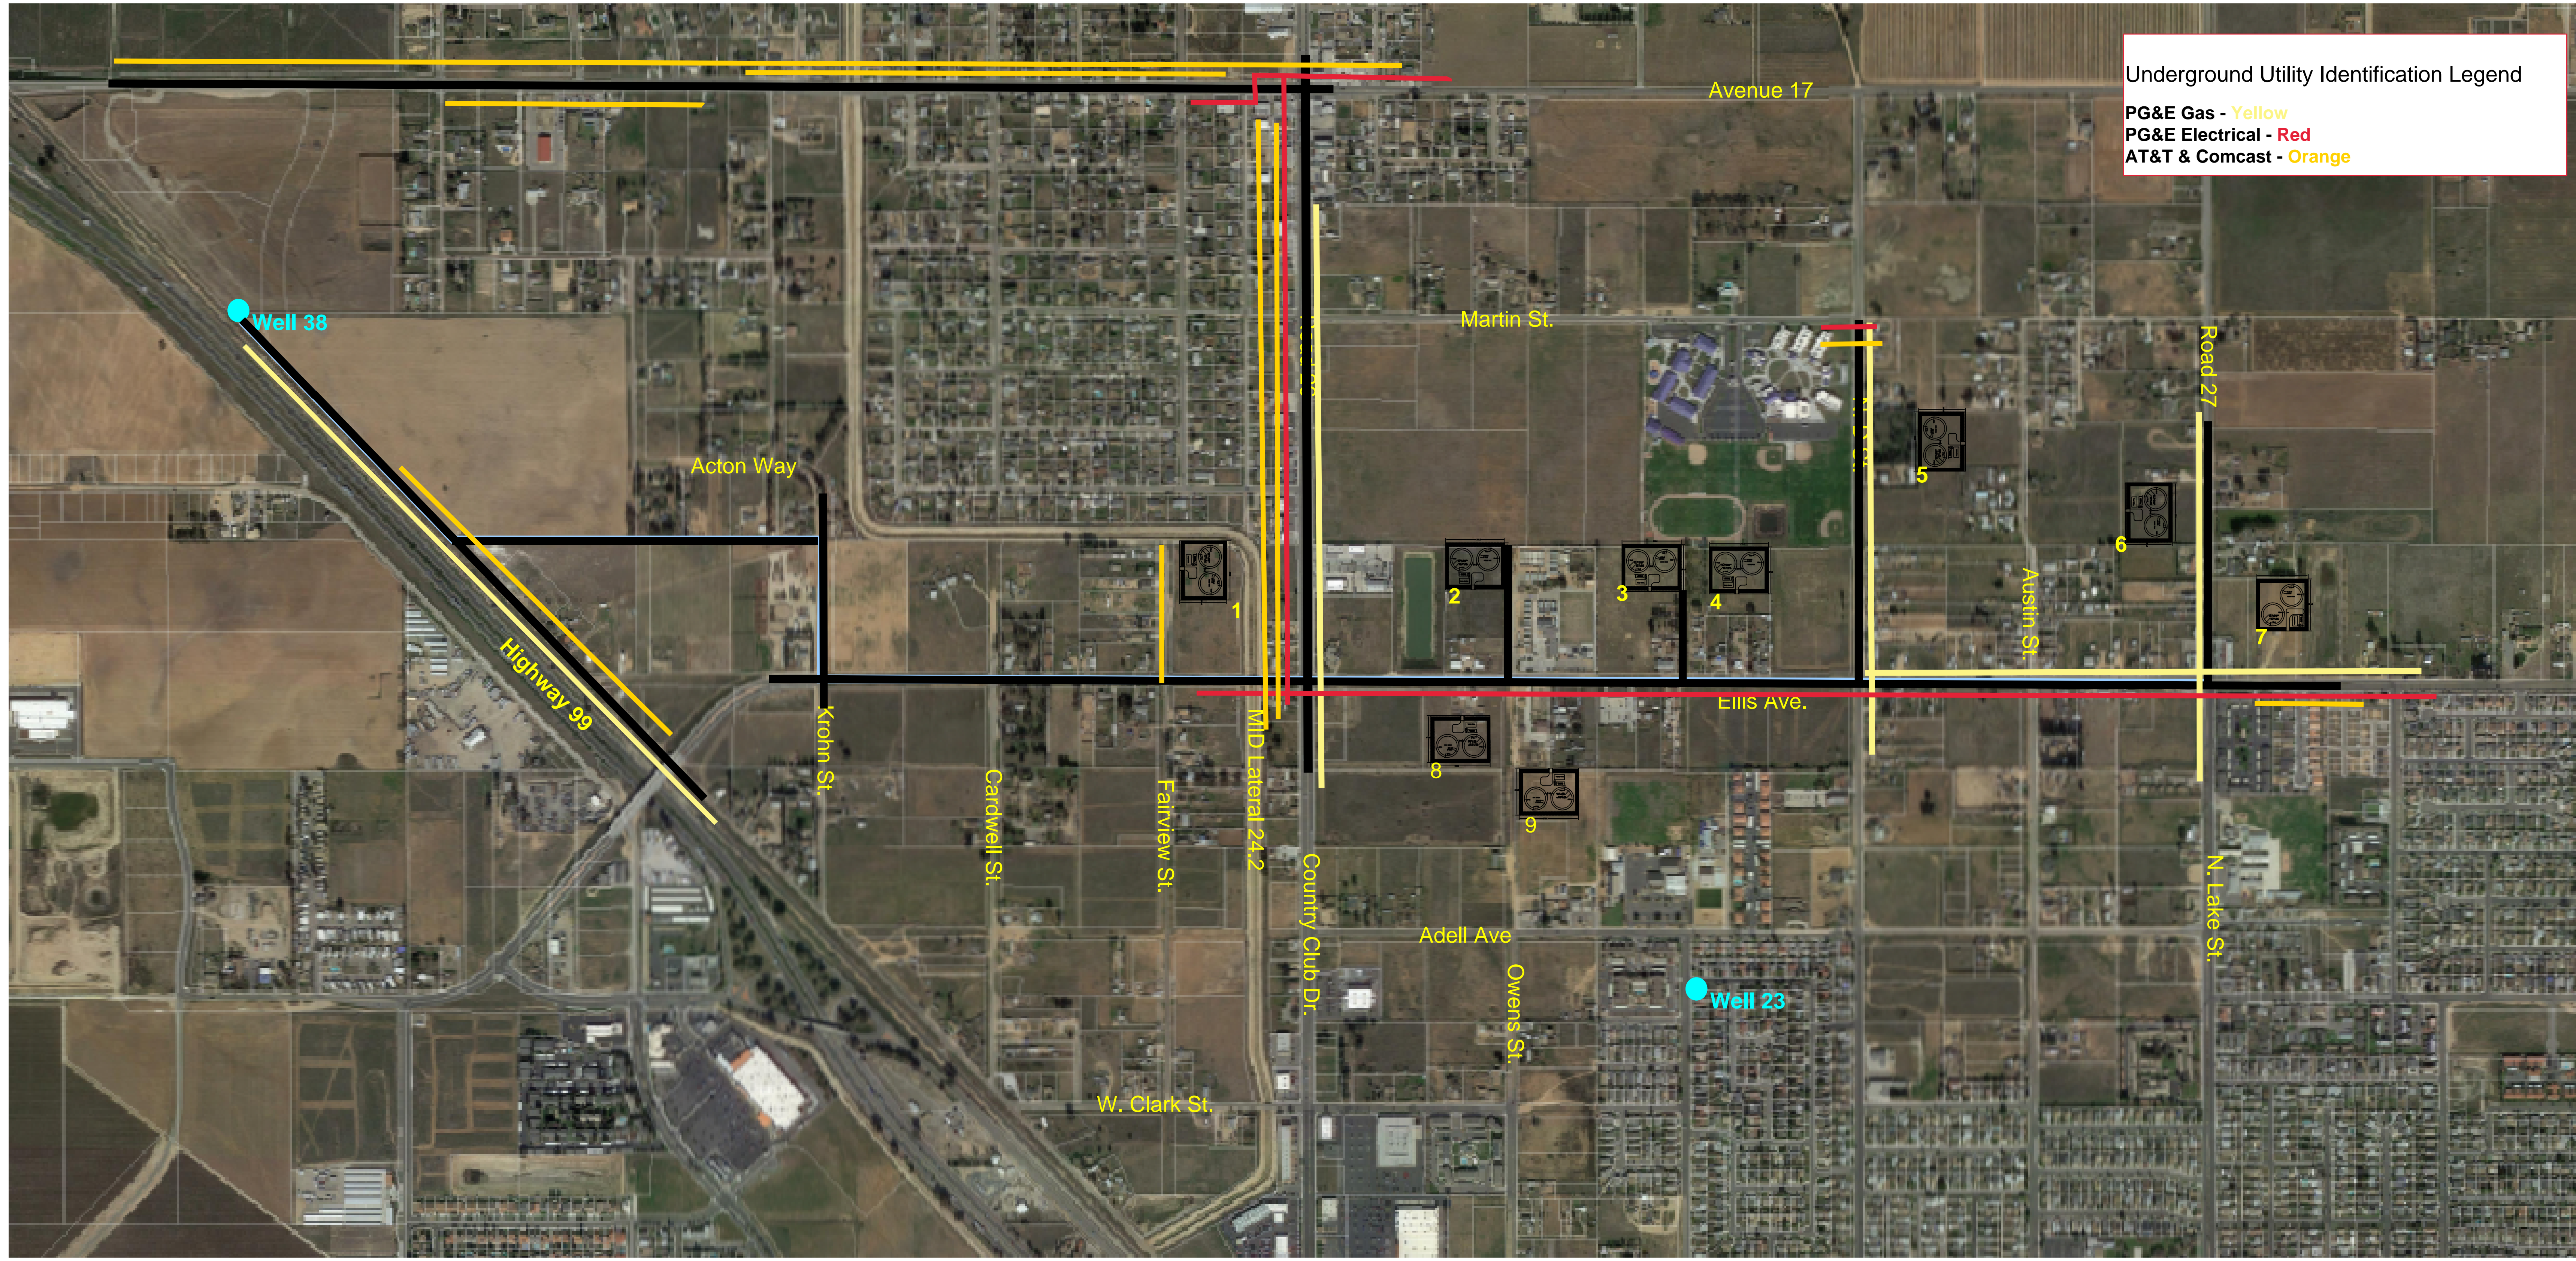 Underground Utility Identification Legend
PG&E Gas - Yellow
PG&E Electrical - Red
AT&T & Comcast - Orange
Avenue 17
Well 38
Martin St.
Road 27
Acton Way
5
6
Austin St.
1
2
3
4
7
Highway 99
Ellis Ave.
Krohn St.
MID Lateral 24.2
Cardwell St.
Fairview St.
8
9
Country Club Dr.
N. Lake St.
Adell Ave
Owens St.
Well 23
W. Clark St.